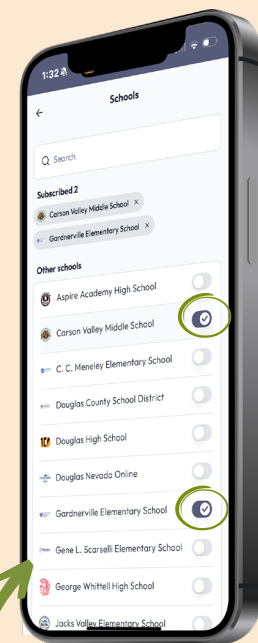 1:32
Schools
Search
Subscribed 2
Carson Valley Middle School ×
Gardnerville Elementary School ×
Other schools
Aspire Academy High School
Carson Valley Middle School
C. C. Meneley Elementary School
Douglas County School District
Douglas High School
Douglas Nevada Online
Gardnerville Elementary School
Gene L. Scarselli Elementary School
George Whittell High School
Jacks Valley Elementary School